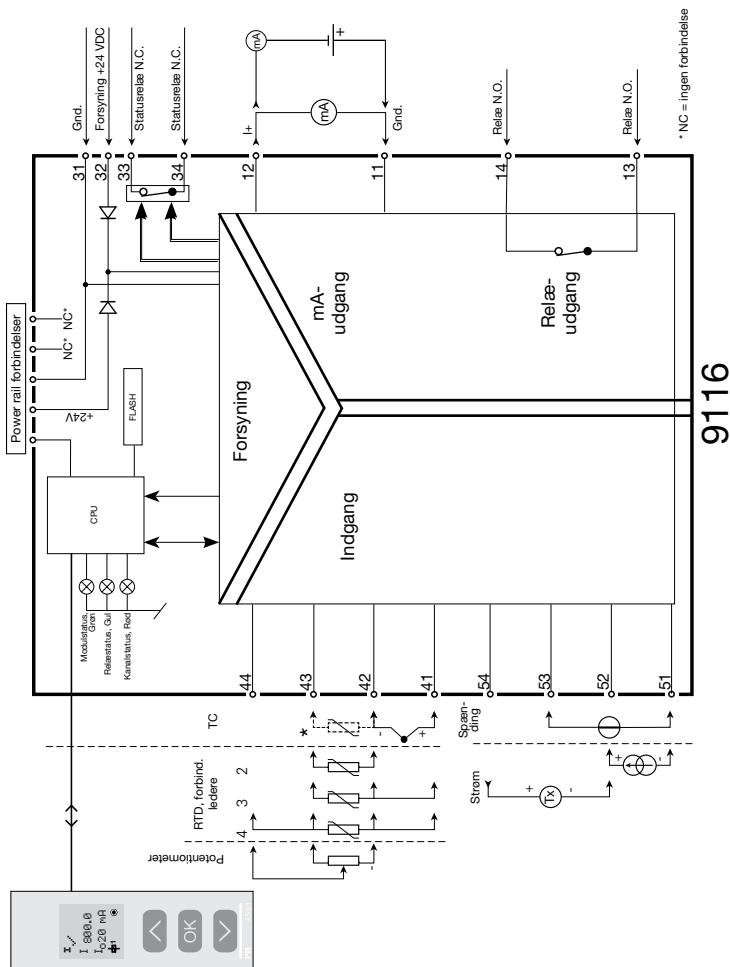 Power rail forbindelser
NC*
NC*
+24V
FLASH
CPU
Modulstatus,
Grøn
Relæstatus, Gul
Kanalstatus, Rød
Gnd.
Forsyning +24 VDC
Statusrelæ N.C.
Statusrelæ N.C.
31
32
33
34
12
11
14
13
I+
mA
mA
+
Gnd.
Relæ N.O.
Relæ N.O.
* NC = ingen forbindelse
Forsyning
mA-
udgang
Relæ-
udgang
Indgang
9116
44
43
42
41
54
53
52
51
TC
*
-
+
RTD, forbind.
ledere
2
3
4
Potentiometer
-
Spæn-
ding
Strøm
+
Tx
-
+
-
I 800.0
Io20 mA
OK
PR